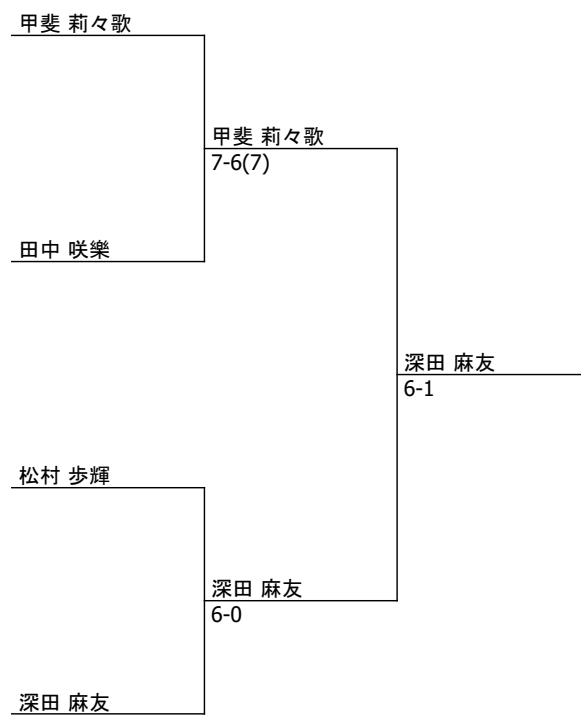 甲斐 莉々歌
甲斐 莉々歌
7-6(7)
田中 咲樂
深田 麻友
6-1
松村 歩輝
深田 麻友
6-0
深田 麻友